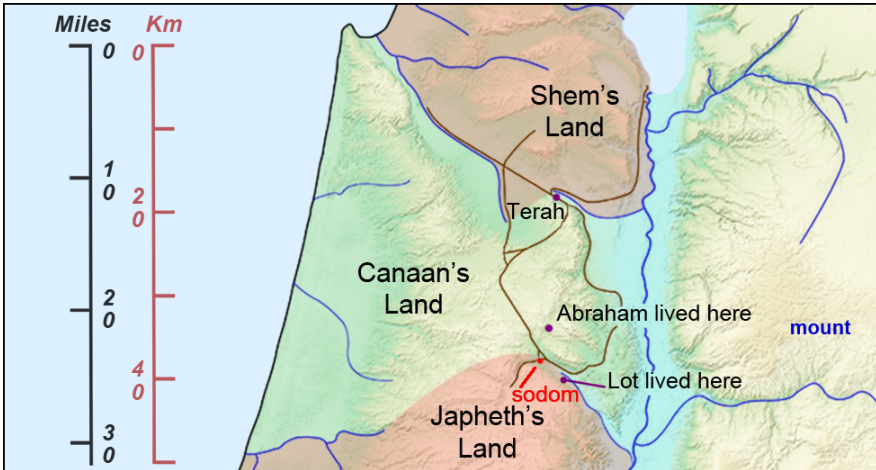 Miles Km
0 0
Shem's
Land
1
0
2
0
Terah
Canaan's
Land
2
0
Abraham lived here
mount
4
0
Lot lived here
sodom
Japheth's
Land
3
0